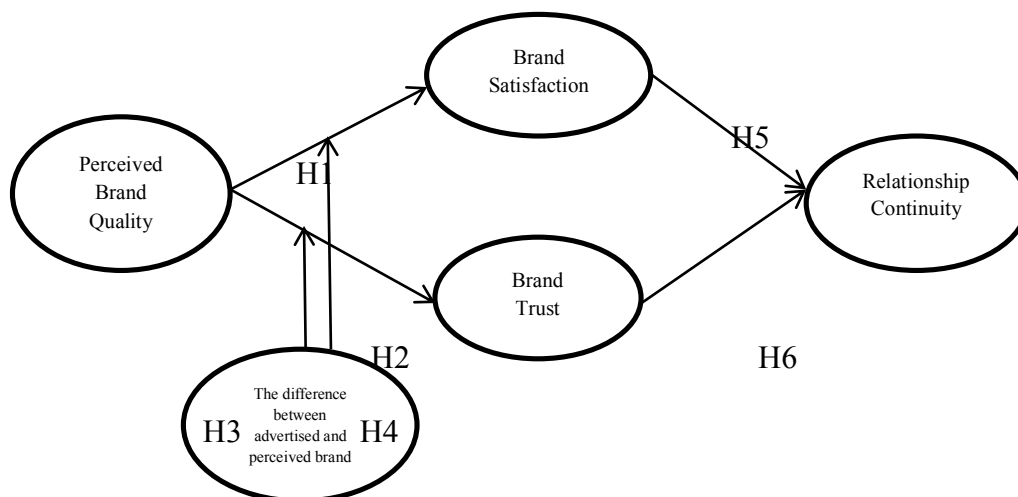 Brand
Satisfaction
H5
Perceived
Brand
Quality
H1
Relationship
Continuity
Brand
Trust
H2
H6
The difference
between
H3 advertised and H4
perceived brand